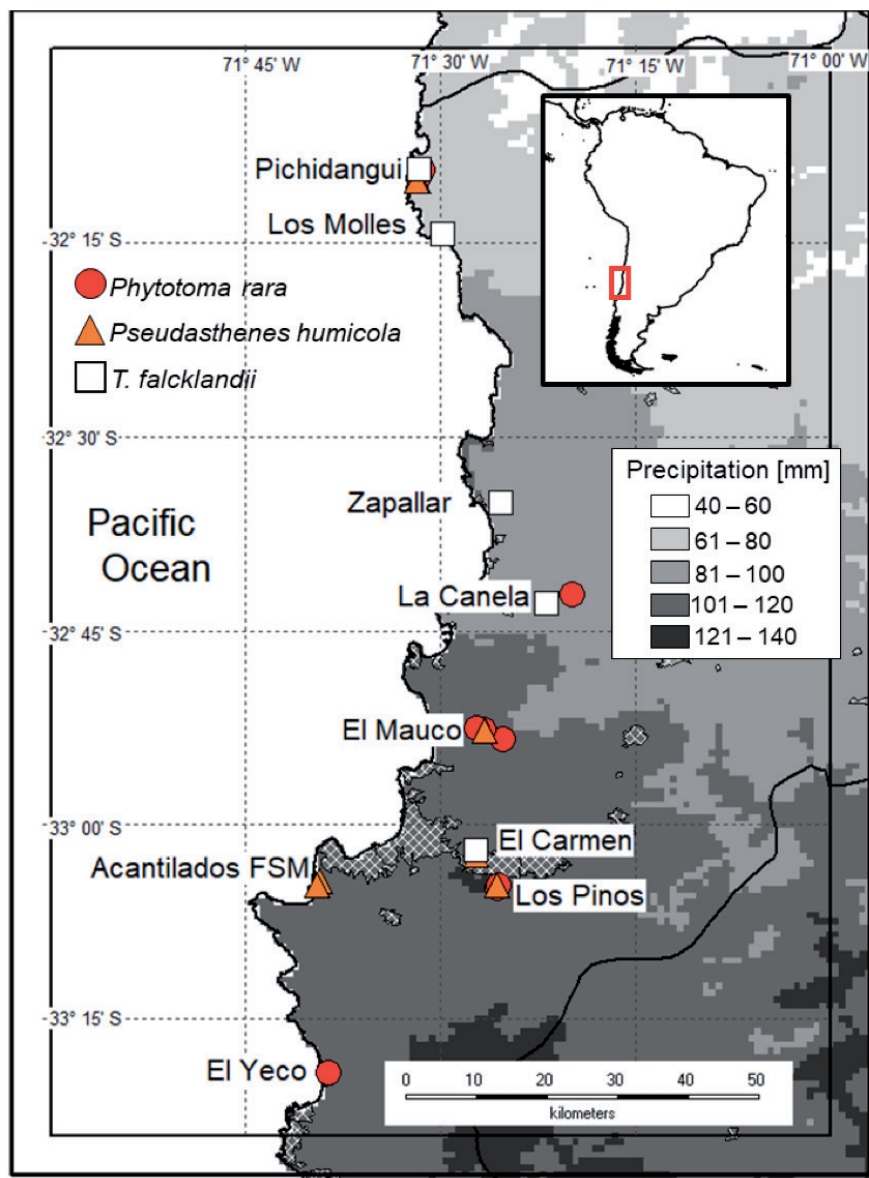 71° 45' W
71° 30' W
71° 15' W
71° 00' W
Pichidangui
Los Molles
32° 15' S
Phytotoma rara
Pseudasthenes humicola
T. falcklandii
32° 30' S
Precipitation [mm]
40 – 60
61 – 80
81 – 100
101 – 120
121 – 140
Zapallar
Pacific
Ocean
La Canela
32° 45' S
El Mauco
33° 00' S
El Carmen
Acantilados FSM
Los Pinos
33° 15' S
El Yeco
0 10 20 30 40 50
kilometers